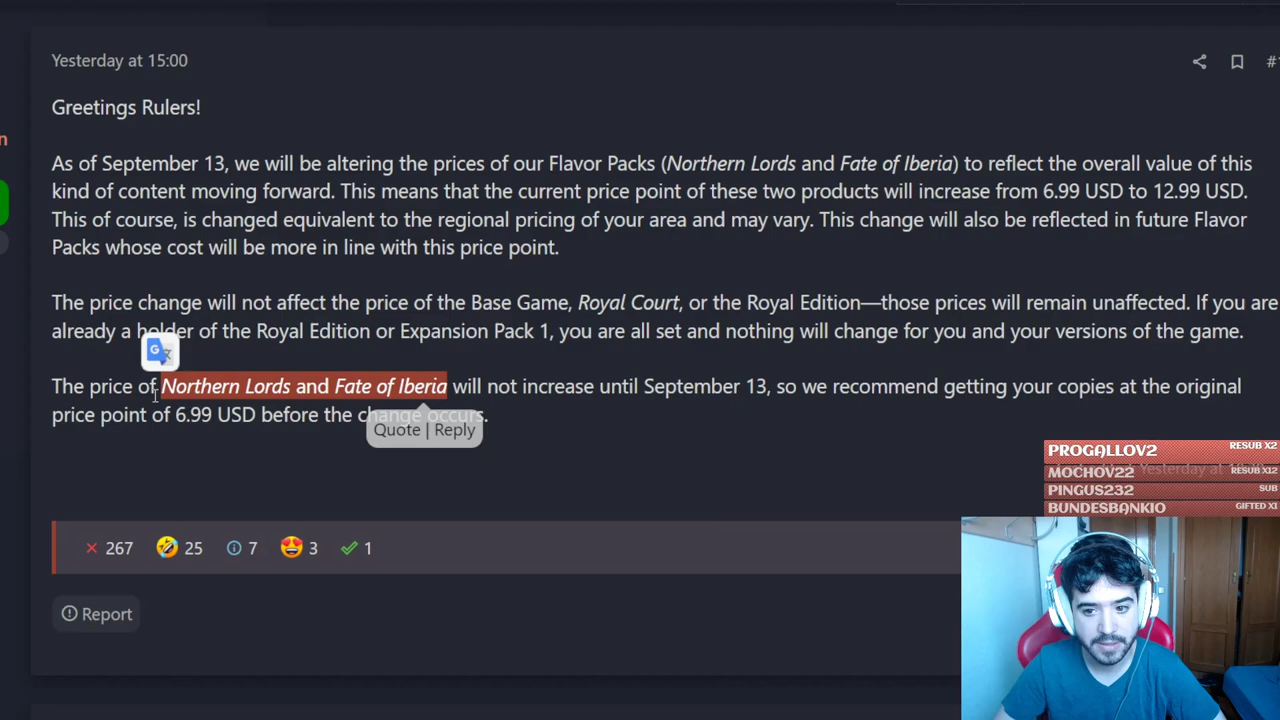 Yesterday at 15:00
Greetings Rulers!
As of September 13, we will be altering the prices of our Flavor Packs (Northern Lords and Fate of Iberia) to reflect the overall value of this
kind of content moving forward. This means that the current price point of these two products will increase from 6.99 USD to 12.99 USD.
This of course, is changed equivalent to the regional pricing of your area and may vary. This change will also be reflected in future Flavor
Packs whose cost will be more in line with this price point.
The price change will not affect the price of the Base Game, Royal Court, or the Royal Edition—those prices will remain unaffected. If you are
already a holder of the Royal Edition or Expansion Pack 1, you are all set and nothing will change for you and your versions of the game.
The price of Northern Lords and Fate of Iberia will not increase until September 13, so we recommend getting your copies at the original
price point of 6.99 USD before the change occurs.
Quote | Reply
PROGALLOV2 RESUB X2
MOCHOV22 RESUB X12
PINGUS232 SUB
BUNDESBANKIO GIFTED X1
267 25 7 3 1
Report